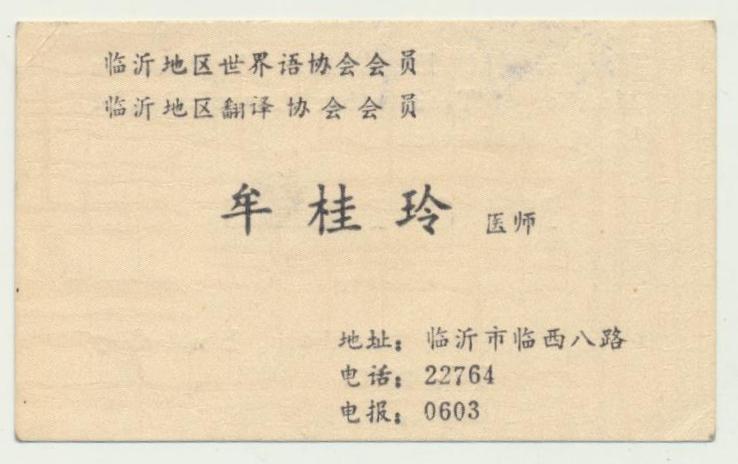 临沂地区世界语协会会员
临沂地区翻译协会会员
牟桂玲 医师
地址：临沂市临西八路
电话：22764
电报：0603